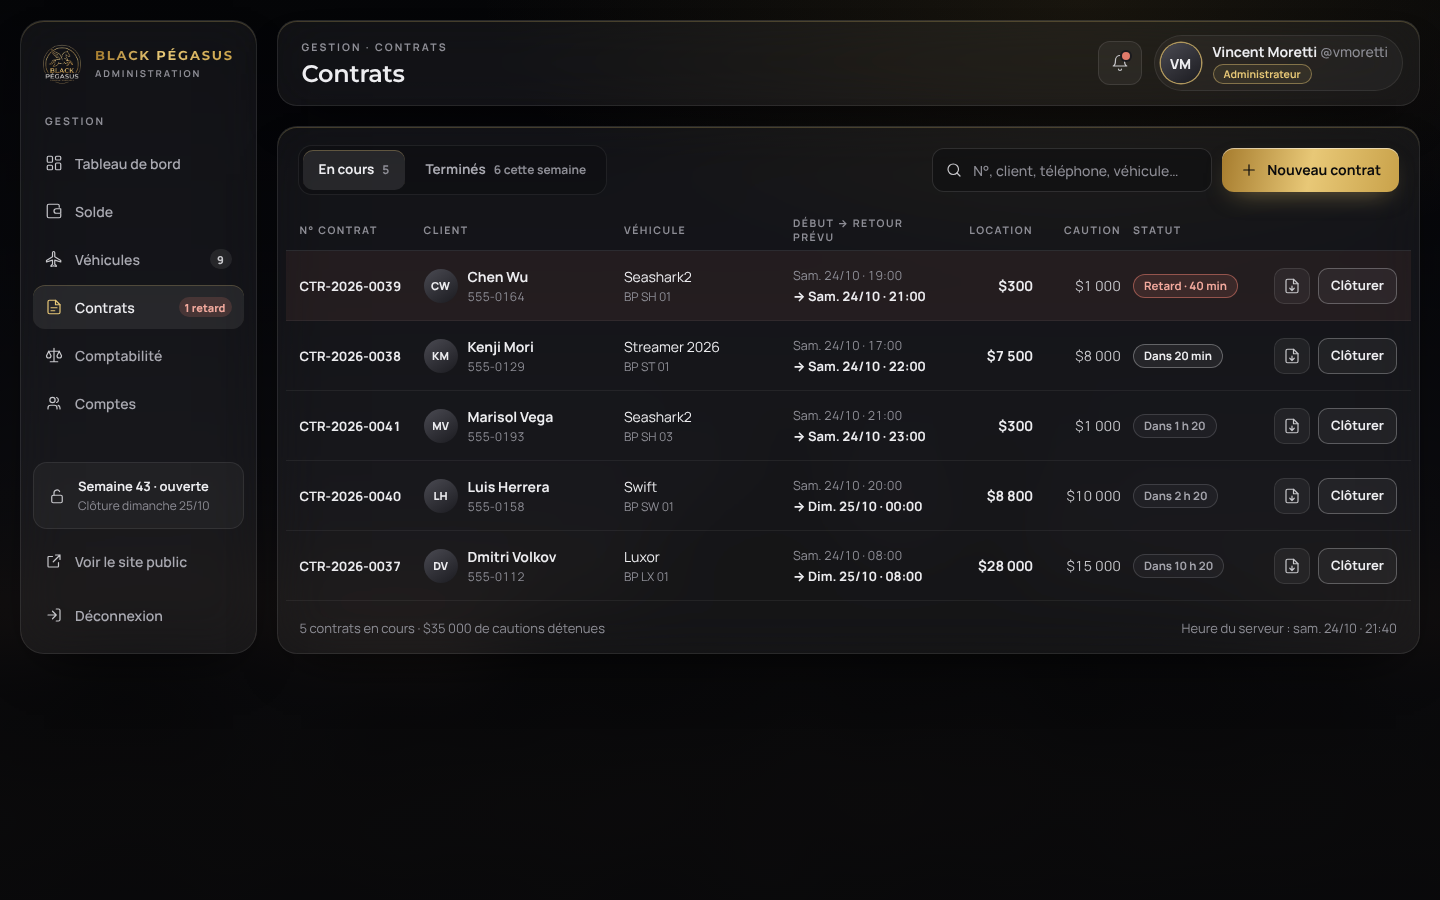 BLACK PÉGASUS
ADMINISTRATION
BLACK
PÉGASUS
GESTION
Tableau de bord
Solde
Véhicules 9
Contrats 1 retard
Comptabilité
Comptes
Semaine 43 · ouverte
Clôture dimanche 25/10
Voir le site public
Déconnexion
GESTION · CONTRATS
Contrats
VM
Vincent Moretti @vmoretti
Administrateur
En cours 5 Terminés 6 cette semaine
N°, client, téléphone, véhicule…
Nouveau contrat
N° CONTRAT CLIENT VÉHICULE DÉBUT → RETOUR PRÉVU LOCATION CAUTION STATUT
CTR-2026-0039 CW Chen Wu Seashark2 Sam. 24/10 · 19:00 $300 $1 000 Retard · 40 min Clôturer
555-0164 BP SH 01 → Sam. 24/10 · 21:00
CTR-2026-0038 KM Kenji Mori Streamer 2026 Sam. 24/10 · 17:00 $7 500 $8 000 Dans 20 min Clôturer
555-0129 BP ST 01 → Sam. 24/10 · 22:00
CTR-2026-0041 MV Marisol Vega Seashark2 Sam. 24/10 · 21:00 $300 $1 000 Dans 1 h 20 Clôturer
555-0193 BP SH 03 → Sam. 24/10 · 23:00
CTR-2026-0040 LH Luis Herrera Swift Sam. 24/10 · 20:00 $8 800 $10 000 Dans 2 h 20 Clôturer
555-0158 BP SW 01 → Dim. 25/10 · 00:00
CTR-2026-0037 DV Dmitri Volkov Luxor Sam. 24/10 · 08:00 $28 000 $15 000 Dans 10 h 20 Clôturer
555-0112 BP LX 01 → Dim. 25/10 · 08:00
5 contrats en cours · $35 000 de cautions détenues
Heure du serveur : sam. 24/10 · 21:40